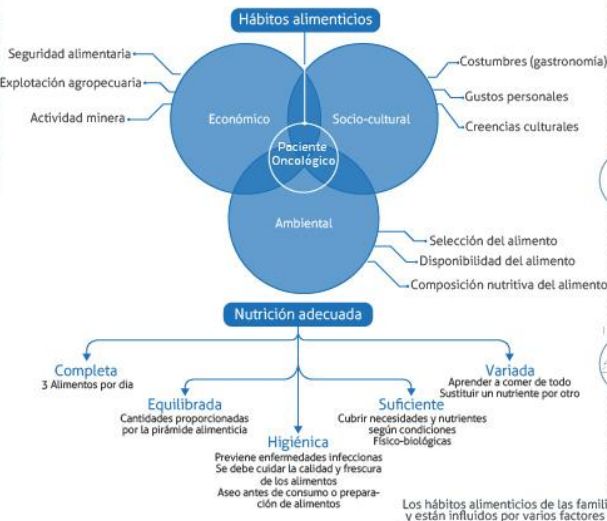 Hábitos alimenticios
Seguridad alimentaria
Explotación agropecuaria
Actividad minera
Económico
Socio-cultural
Costumbres (gastronomía)
Gustos personales
Creencias culturales
Paciente
Oncológico
Ambiental
Selección del alimento
Disponibilidad del alimento
Composición nutritiva del alimento
Nutrición adecuada
Completa
3 Alimentos por dia
Variada
Aprender a comer de todo
Sustituir un nutriente por otro
Equilibrada
Cantidades proporcionadas
por la pirámide alimenticia
Suficiente
Cubrir necesidades y nutrientes
según condiciones
Físico-biológicas
Higiénica
Previene enfermedades infeccionas
Se debe cuidar la calidad y frescura
de los alimentos
Aseo antes de consumo o prepara-
ción de alimentos
Los hábitos alimenticios de las famili
y están influidos por varios factores